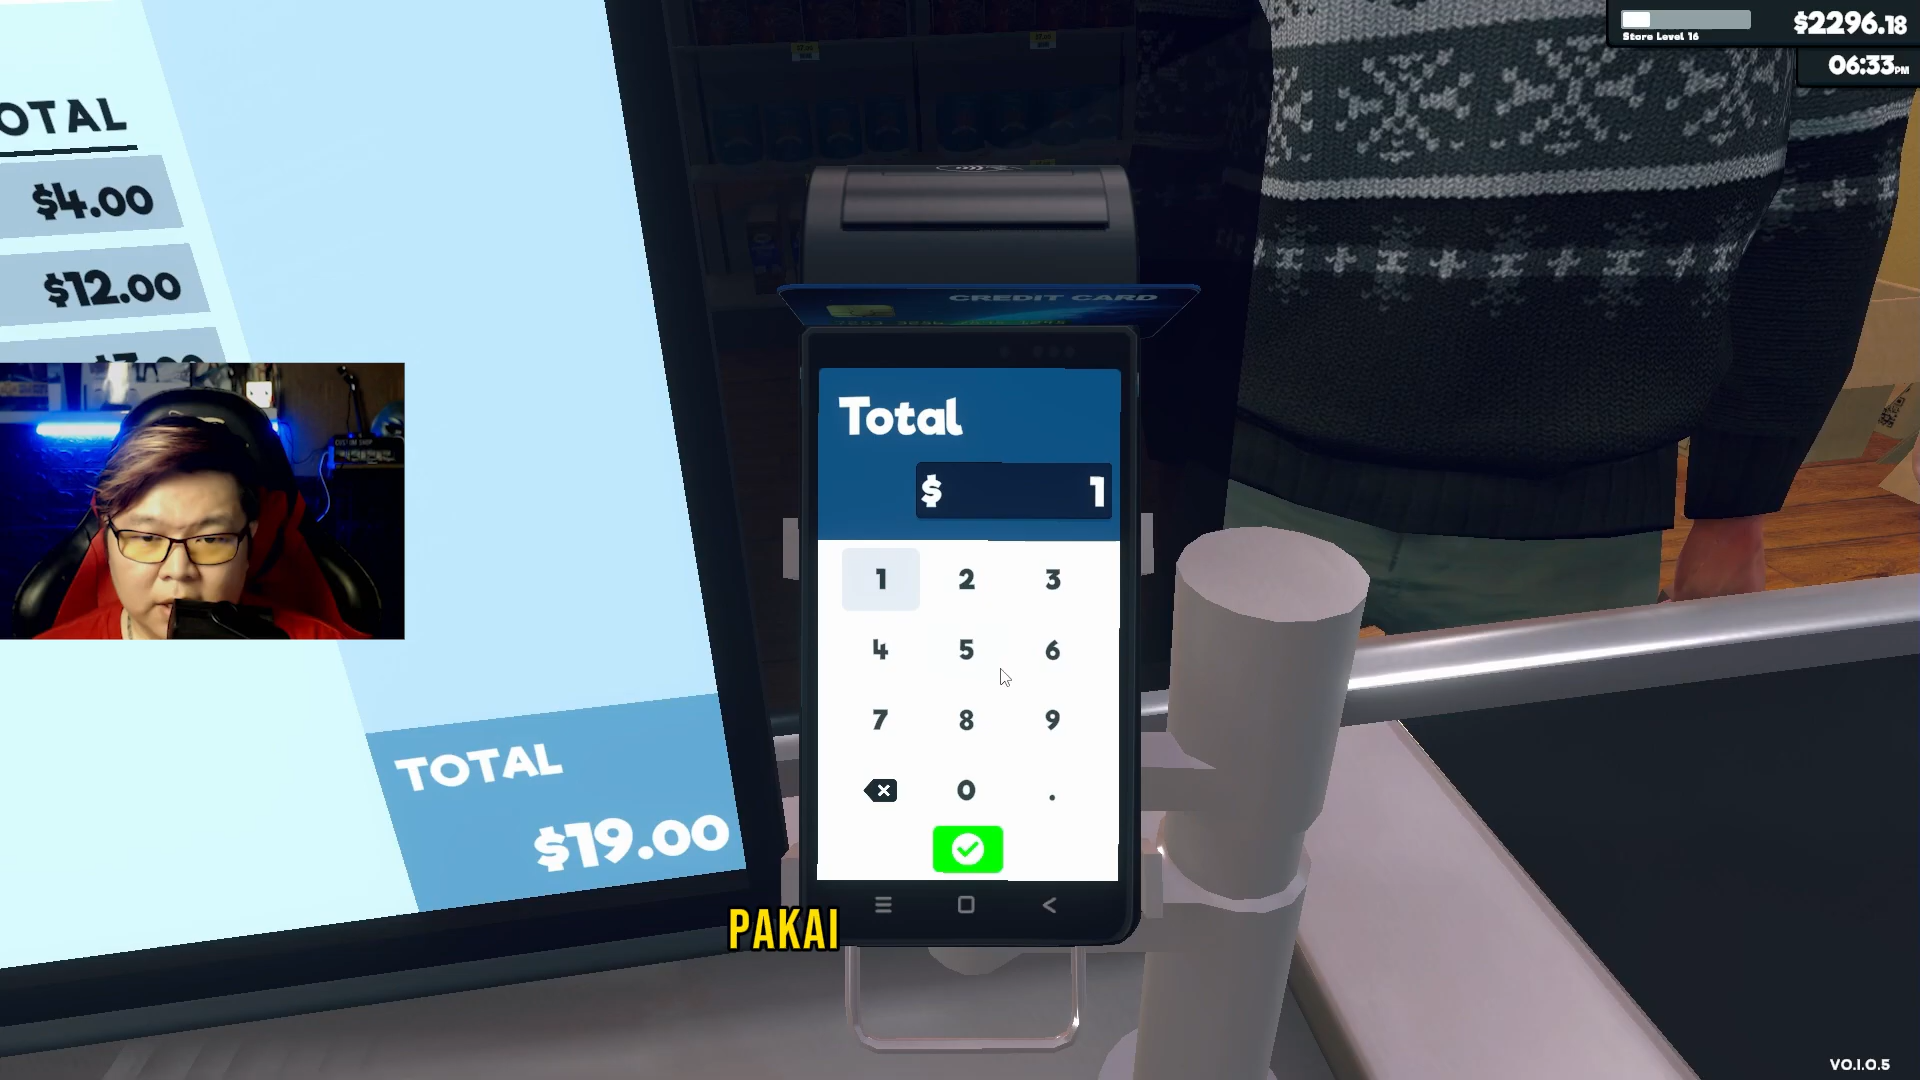 Store Level 16
$2296.18
06:33PM
OTAL
$4.00
$12.00
TOTAL
$19.00
CREDIT CARD
Total
$ 1
1 2 3
4 5 6
7 8 9
0 .
PAKAI
V0.1.0.5